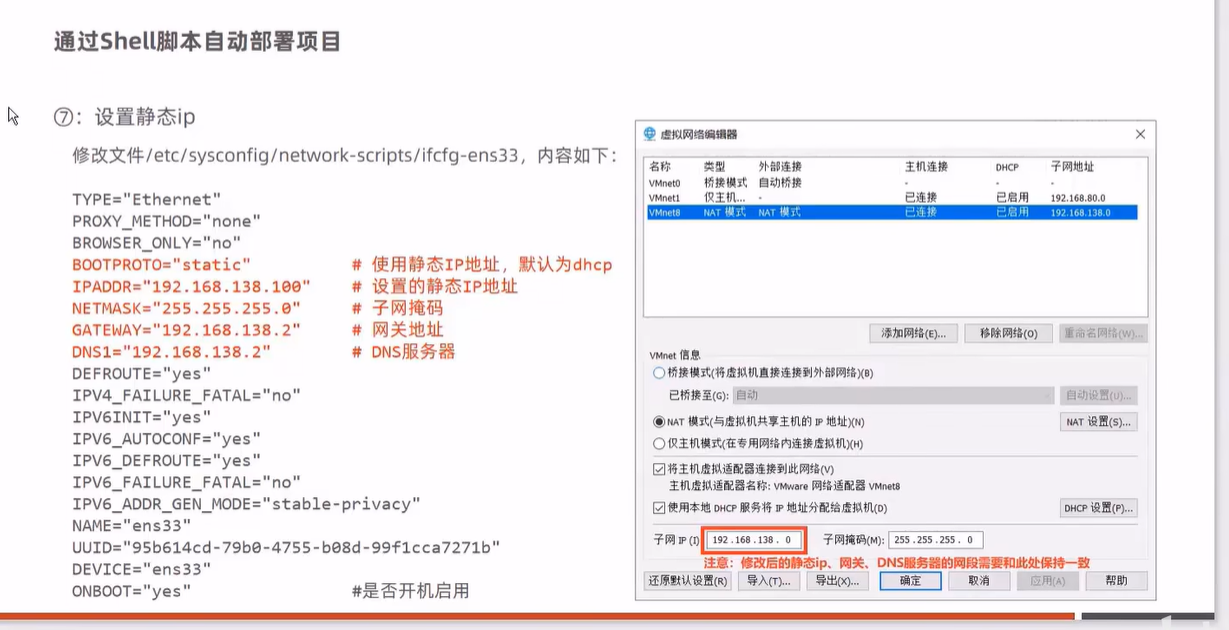 通过Shell脚本自动部署项目
⑦：设置静态ip
修改文件/etc/sysconfig/network-scripts/ifcfg-ens33，内容如下：
TYPE="Ethernet"
PROXY_METHOD="none"
BROWSER_ONLY="no"
BOOTPROTO="static" # 使用静态IP地址，默认为dhcp
IPADDR="192.168.138.100" # 设置的静态IP地址
NETMASK="255.255.255.0" # 子网掩码
GATEWAY="192.168.138.2" # 网关地址
DNS1="192.168.138.2" # DNS服务器
DEFROUTE="yes"
IPV4_FAILURE_FATAL="no"
IPV6INIT="yes"
IPV6_AUTOCONF="yes"
IPV6_DEFROUTE="yes"
IPV6_FAILURE_FATAL="no"
IPV6_ADDR_GEN_MODE="stable-privacy"
NAME="ens33"
UUID="95b614cd-79b0-4755-b08d-99f1cca7271b"
DEVICE="ens33"
ONBOOT="yes" #是否开机启用
虚拟网络编辑器
名称 类型 外部连接 主机连接 DHCP 子网地址
VMnet0 桥接模式 自动桥接 - - -
VMnet1 仅主机... - 已连接 已启用 192.168.80.0
VMnet8 NAT 模式 NAT 模式 已连接 已启用 192.168.138.0
添加网络(E)... 移除网络(O) 重命名网络(W)...
VMnet 信息
桥接模式(将虚拟机直接连接到外部网络)(B)
已桥接至(G): 自动 自动设置(U)...
NAT 模式(与虚拟机共享主机的 IP 地址)(N) NAT 设置(S)...
仅主机模式(在专用网络内连接虚拟机)(H)
将主机虚拟适配器连接到此网络(V)
主机虚拟适配器名称: VMware 网络适配器 VMnet8
使用本地 DHCP 服务将 IP 地址分配给虚拟机(D) DHCP 设置(P)...
子网 IP (I) 192.168.138. 0 子网掩码(M): 255.255.255. 0
注意：修改后的静态ip、网关、DNS服务器的网段需要和此处保持一致
还原默认设置(R) 导入(T)... 导出(X)... 确定 取消 应用(A) 帮助